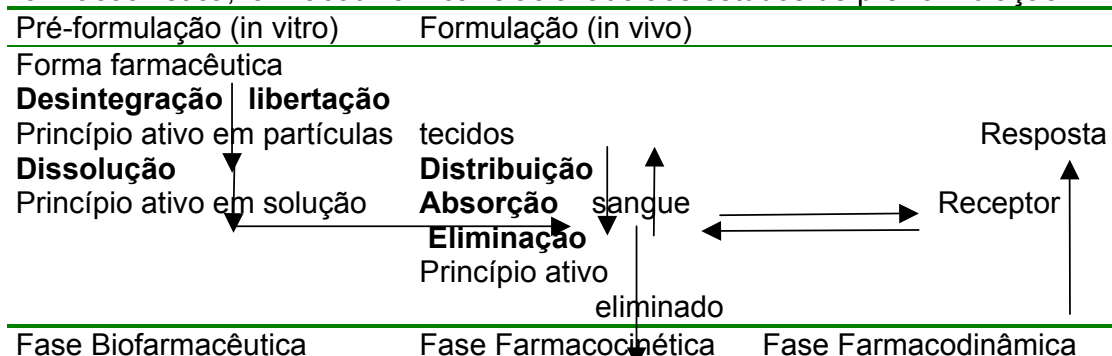 Pré-formulação (in vitro) Formulação (in vivo)
Forma farmacêutica
Desintegração libertação
Princípio ativo em partículas tecidos Resposta
Dissolução Distribuição
Princípio ativo em solução Absorção sangue Receptor
Eliminação
Princípio ativo
eliminado
Fase Biofarmacêutica Fase Farmacocinética Fase Farmacodinâmica